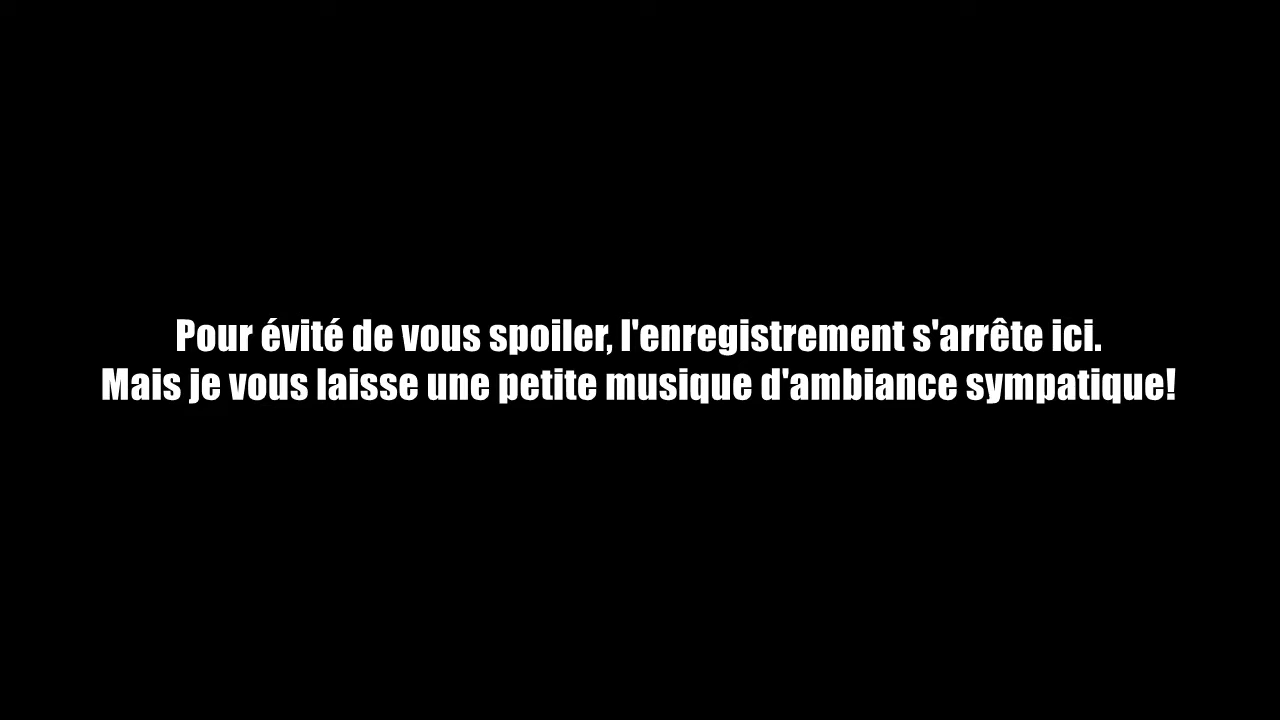 Pour évité de vous spoiler, l'enregistrement s'arrête ici.
Mais je vous laisse une petite musique d'ambiance sympatique!